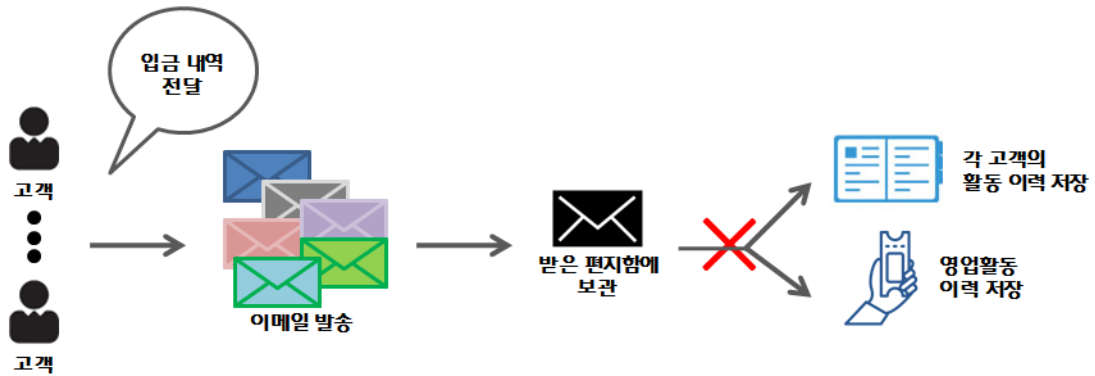 입금 내역
전달
고객
고객
이메일 발송
받은 편지함에
보관
각 고객의
활동 이력 저장
영업활동
이력 저장